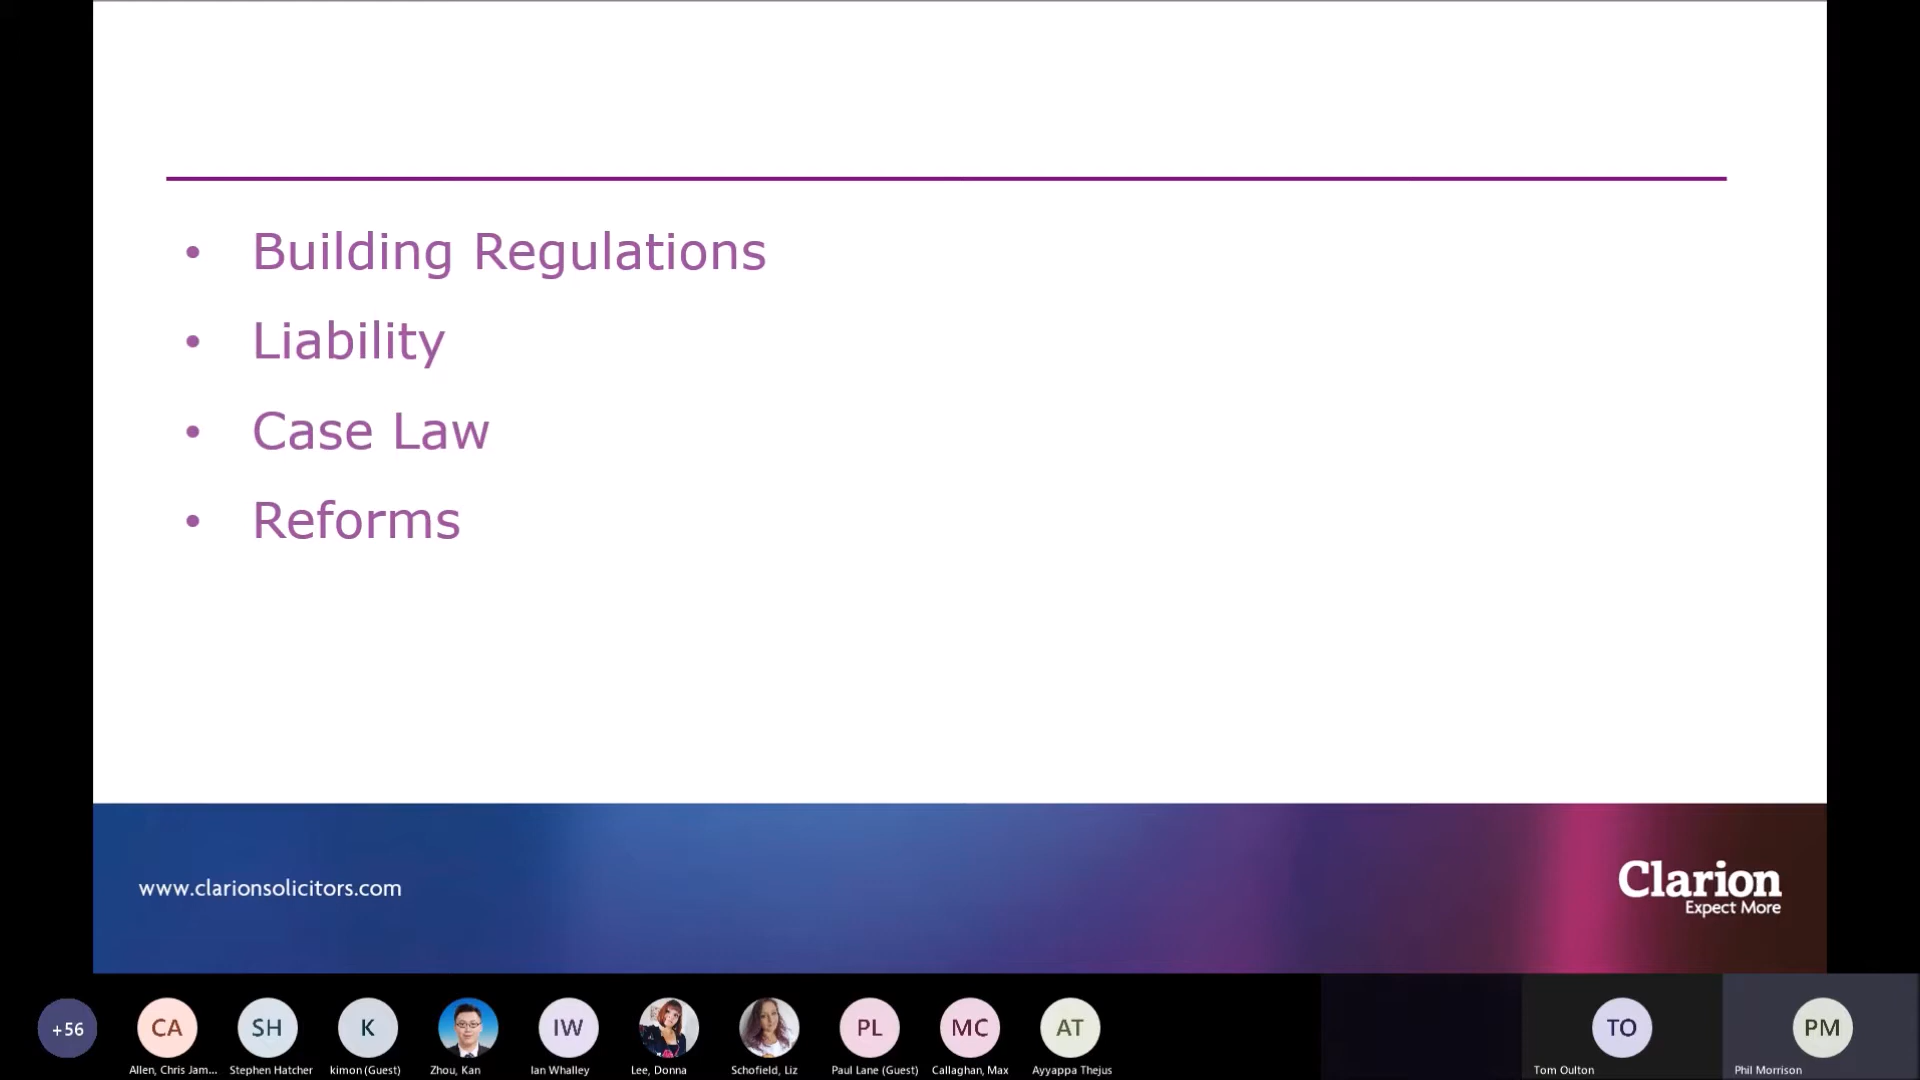 • Building Regulations
• Liability
• Case Law
• Reforms
www.clarionsolicitors.com
Clarion
Expect More
+56
CA
SH
K
IW
PL
MC
AT
TO
PM
Allen, Chris Jam...
Stephen Hatcher
kimon (Guest)
Zhou, Kan
Ian Whalley
Lee, Donna
Schofield, Liz
Paul Lane (Guest)
Callaghan, Max
Ayyappa Thejus
Tom Oulton
Phil Morrison